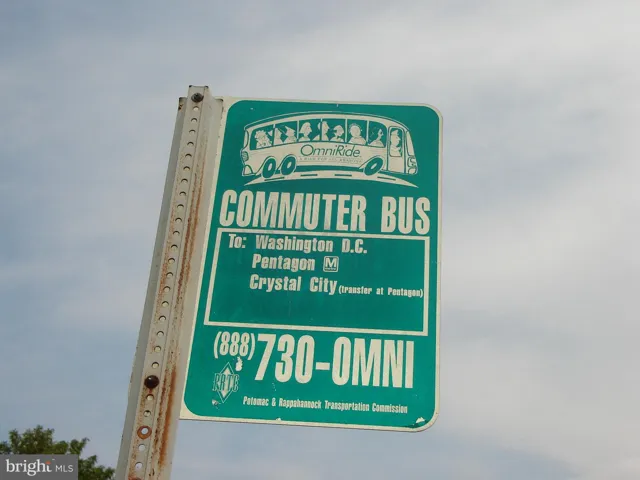 OmniRide
COMMUTER BUS
To: Washington D.C.
Pentagon M
Crystal City (transfer at Pentagon)
(888) 730-OMNI
PRTC
Potomac & Rappahannock Transportation Commission
bright MLS